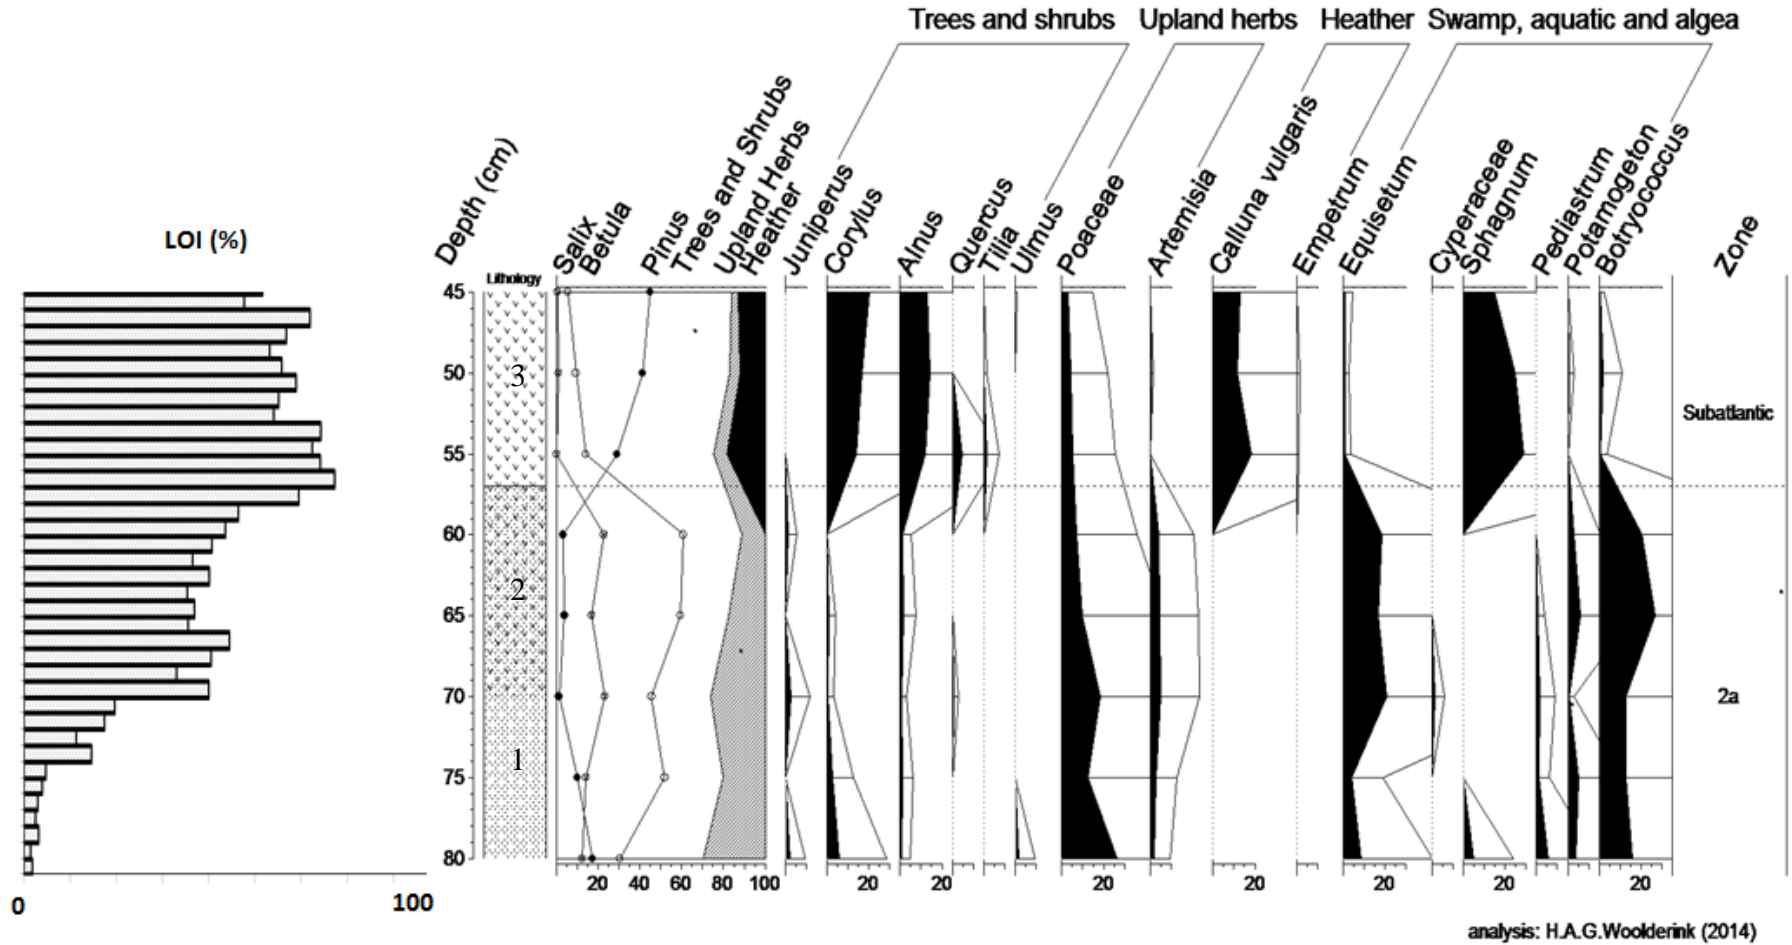 Trees and shrubs Upland herbs Heather Swamp, aquatic and algea
LOI (%)
Depth (cm)
Lithology
Salix
Betula
Pinus
Trees and Shrubs
Upland Herbs
Heather
Juniperus
Corylus
Alnus
Quercus
Tilia
Ulmus
Poaceae
Artemisia
Calluna vulgaris
Empetrum
Equisetum
Cyperaceae
Sphagnum
Pediastrum
Potamogeton
Botryococcus
Zone
45
50
55
60
65
70
75
80
3
2
1
Subatlantic
2a
0 100
20 40 60 80 100 20 20 20 20 20 20 20
analysis: H.A.G.Woolderink (2014)